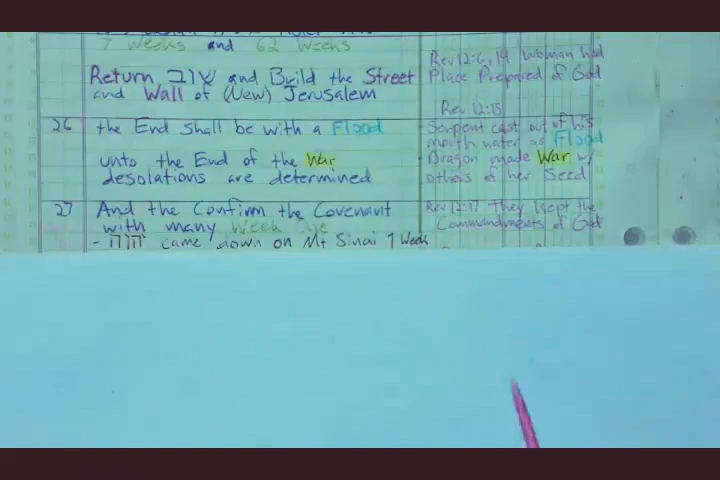 7 Weeks and 62 Weeks
Return שוב and Build the Street
and Wall of (New) Jerusalem
26 the End Shall be with a Flood
unto the End of the War
desolations are determined
27 And the Confirm the Covenant
with many Week
- יהוה came down on Mt Sinai 1 Week
Rev 12:6, 14 Woman had
Place Prepared of God
Rev 12:15
Serpent cast out of his
mouth water as Flood
- Dragon made War w/
others of her Seed
Rev 12:17 They kept the
Commandments of God